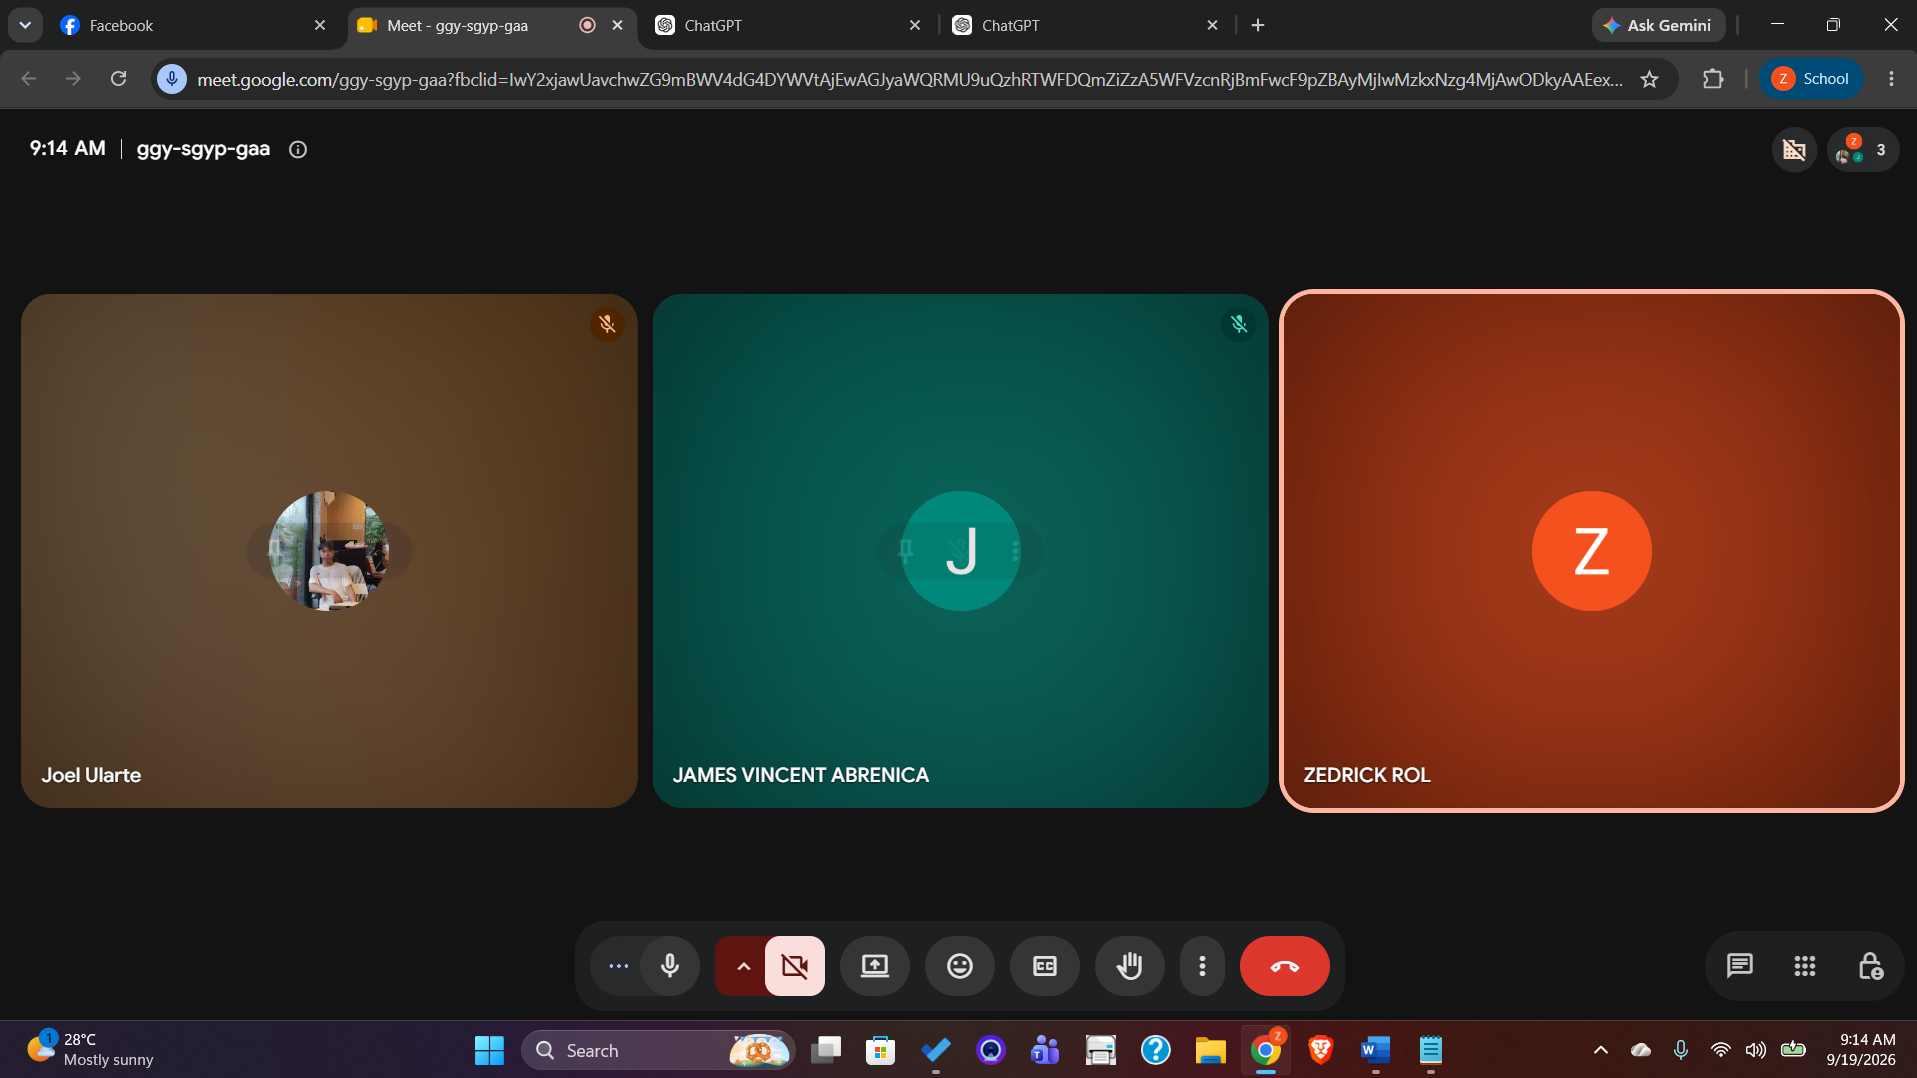 Facebook
Meet - ggy-sgyp-gaa
ChatGPT
ChatGPT
Ask Gemini
meet.google.com/ggy-sgyp-gaa?fbclid=IwY2xjawUavchwZG9mBWV4dG4DYWVtAjEwAGJyaWQRMU9uQzhRTWFDQmZiZzA5WFVzcnRjBmFwcF9pZBAyMjIwMzkxNzg4MjAwODkyAAEex...
Z
School
9:14 AM
ggy-sgyp-gaa
Z
3
J
Z
Joel Ularte
JAMES VINCENT ABRENICA
ZEDRICK ROL
CC
1
28°C
Mostly sunny
Search
T
Z
W
9:14 AM
9/19/2026